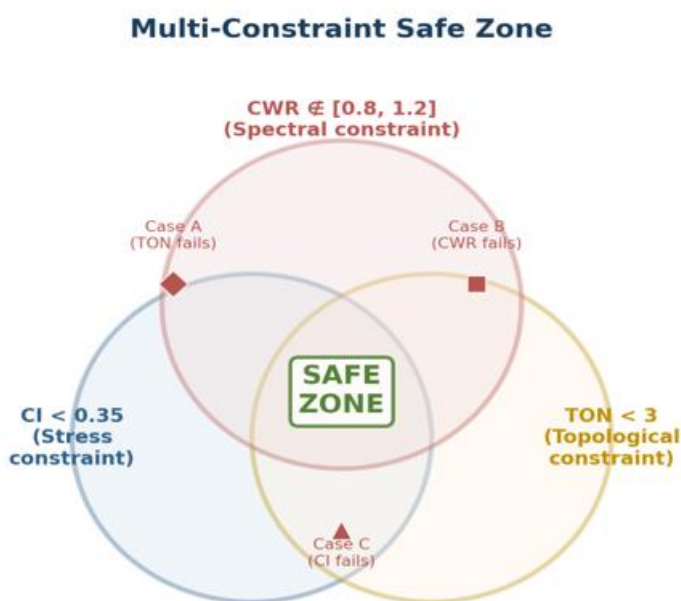 Multi-Constraint Safe Zone
CWR ∉ [0.8, 1.2]
(Spectral constraint)
Case A
(TON fails)
Case B
(CWR fails)
SAFE
ZONE
CI < 0.35
(Stress
constraint)
TON < 3
(Topological
constraint)
Case C
(CI fails)